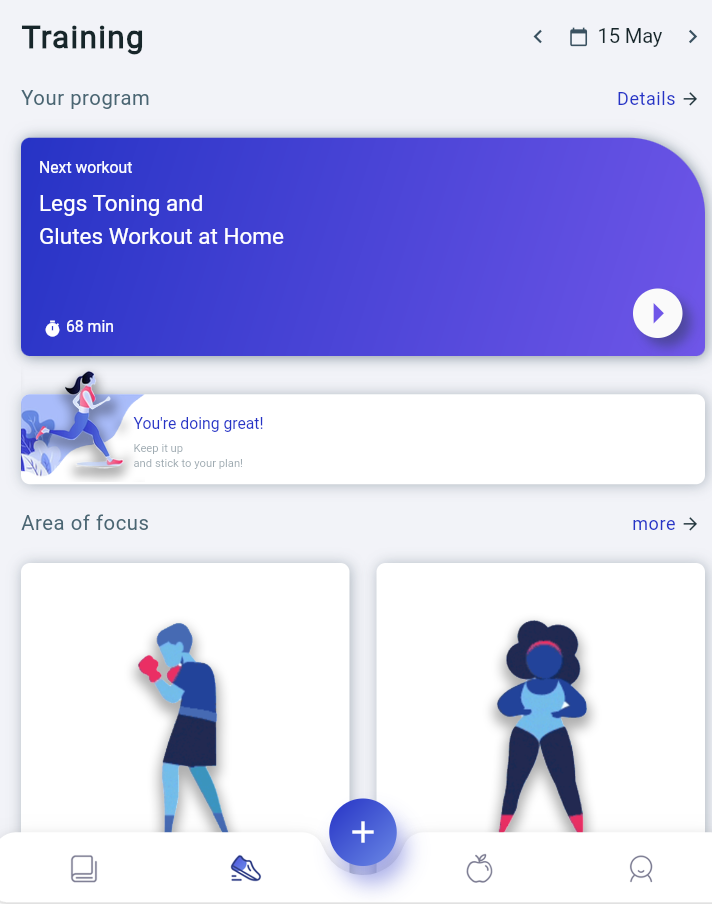 Training
15 May
Your program
Details
Next workout
Legs Toning and
Glutes Workout at Home
68 min
You're doing great!
Keep it up
and stick to your plan!
Area of focus
more